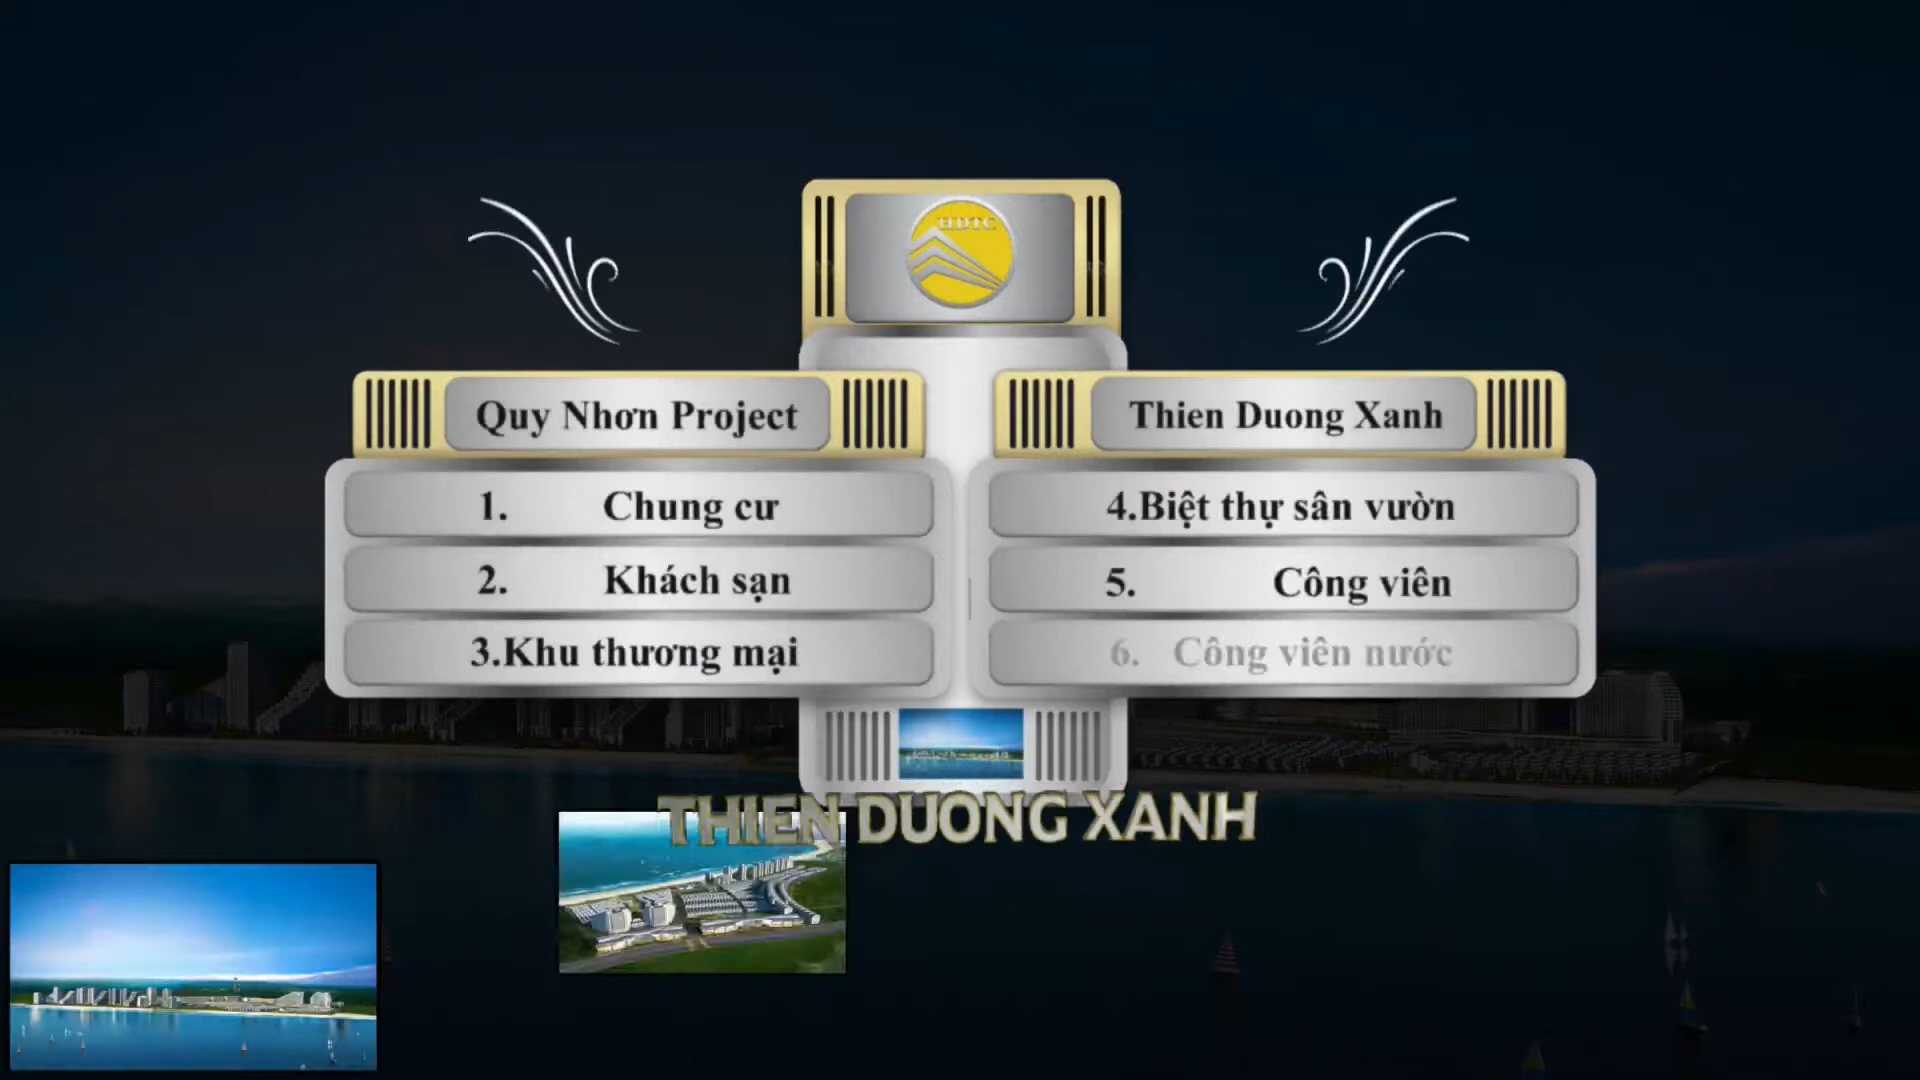 HDTC
Quy Nhơn Project
1. Chung cư
2. Khách sạn
3.Khu thương mại
Thien Duong Xanh
4.Biệt thự sân vườn
5. Công viên
6. Công viên nước
THIEN DUONG XANH